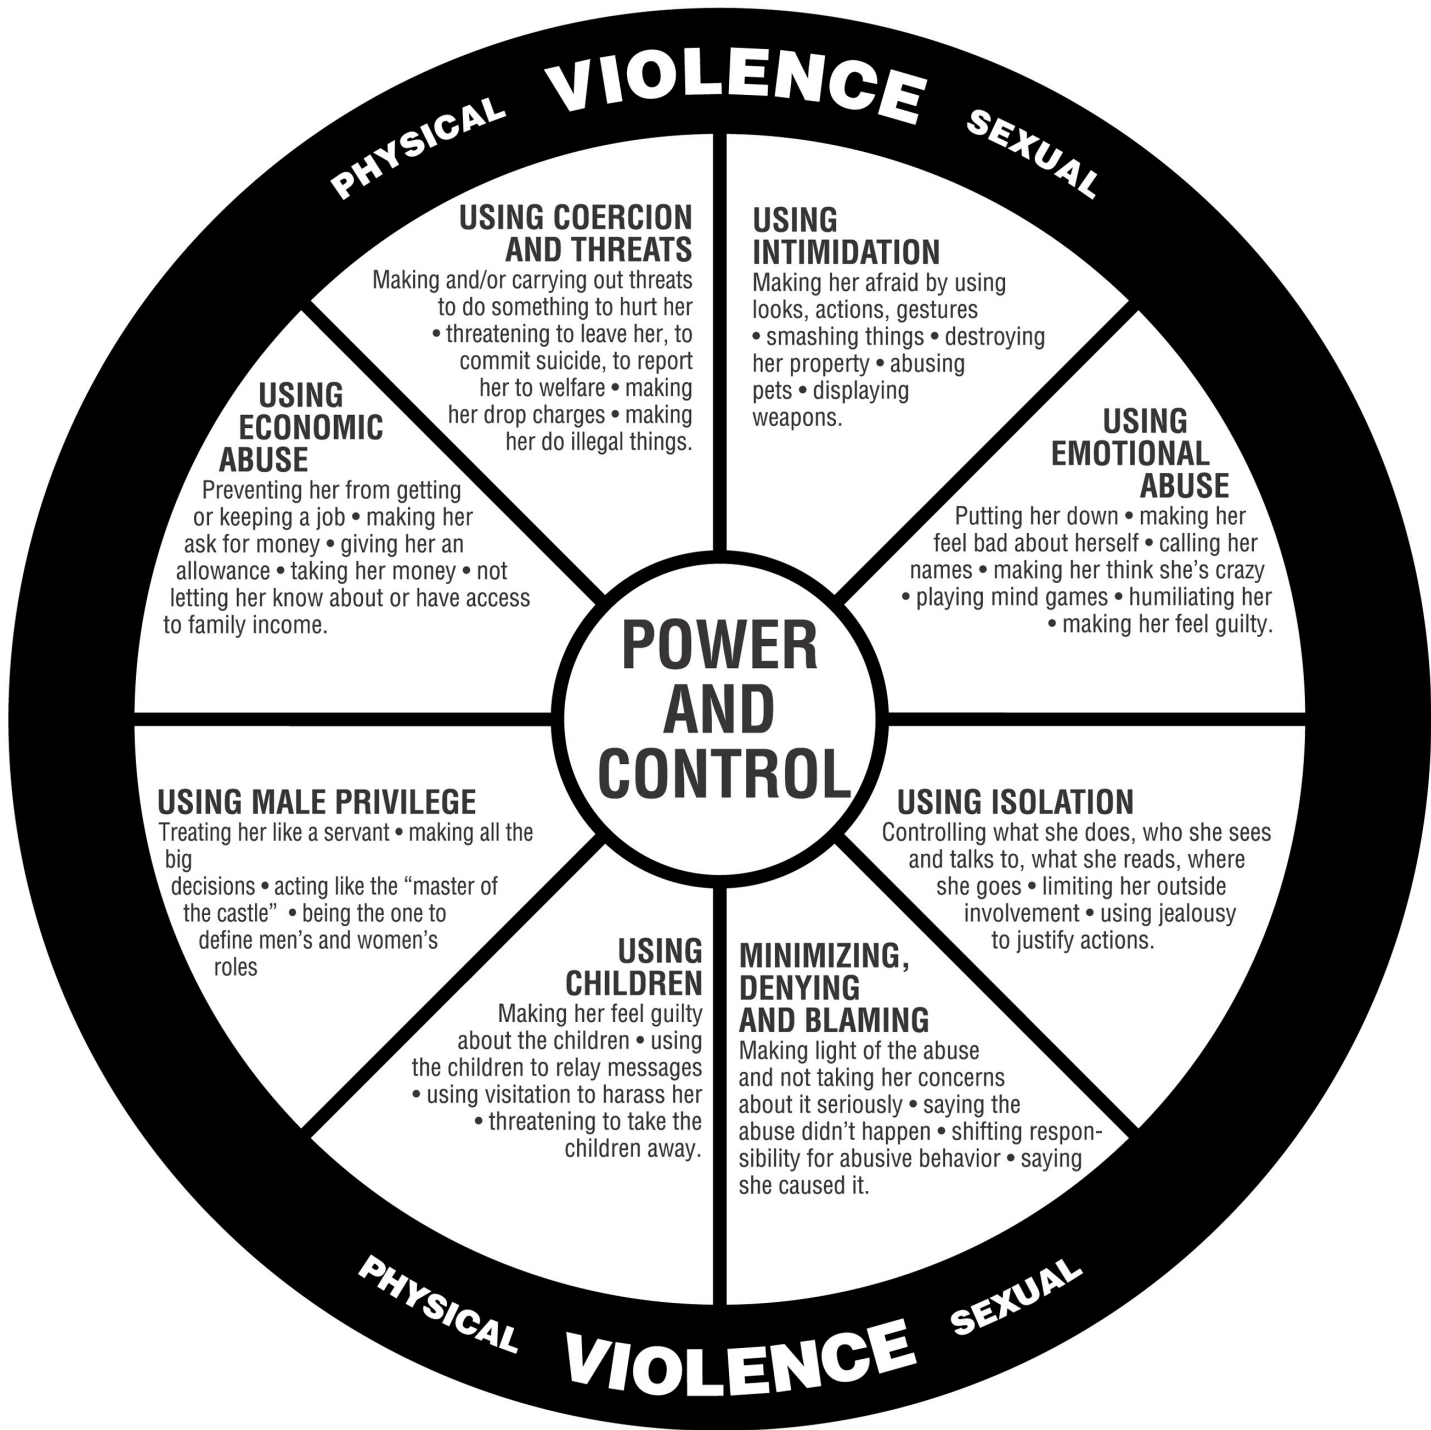 PHYSICAL VIOLENCE SEXUAL
USING COERCION
AND THREATS
Making and/or carrying out threats
to do something to hurt her
• threatening to leave her, to
commit suicide, to report
her to welfare • making
her drop charges • making
her do illegal things.
USING
INTIMIDATION
Making her afraid by using
looks, actions, gestures
• smashing things • destroying
her property • abusing
pets • displaying
weapons.
USING
ECONOMIC
ABUSE
Preventing her from getting
or keeping a job • making her
ask for money • giving her an
allowance • taking her money • not
letting her know about or have access
to family income.
USING
EMOTIONAL
ABUSE
Putting her down • making her
feel bad about herself • calling her
names • making her think she’s crazy
• playing mind games • humiliating her
• making her feel guilty.
POWER
AND
CONTROL
USING MALE PRIVILEGE
Treating her like a servant • making all the
big
decisions • acting like the “master of
the castle” • being the one to
define men’s and women’s
roles
USING ISOLATION
Controlling what she does, who she sees
and talks to, what she reads, where
she goes • limiting her outside
involvement • using jealousy
to justify actions.
USING
CHILDREN
Making her feel guilty
about the children • using
the children to relay messages
• using visitation to harass her
• threatening to take the
children away.
MINIMIZING,
DENYING
AND BLAMING
Making light of the abuse
and not taking her concerns
about it seriously • saying the
abuse didn’t happen • shifting respon-
sibility for abusive behavior • saying
she caused it.
PHYSICAL VIOLENCE SEXUAL